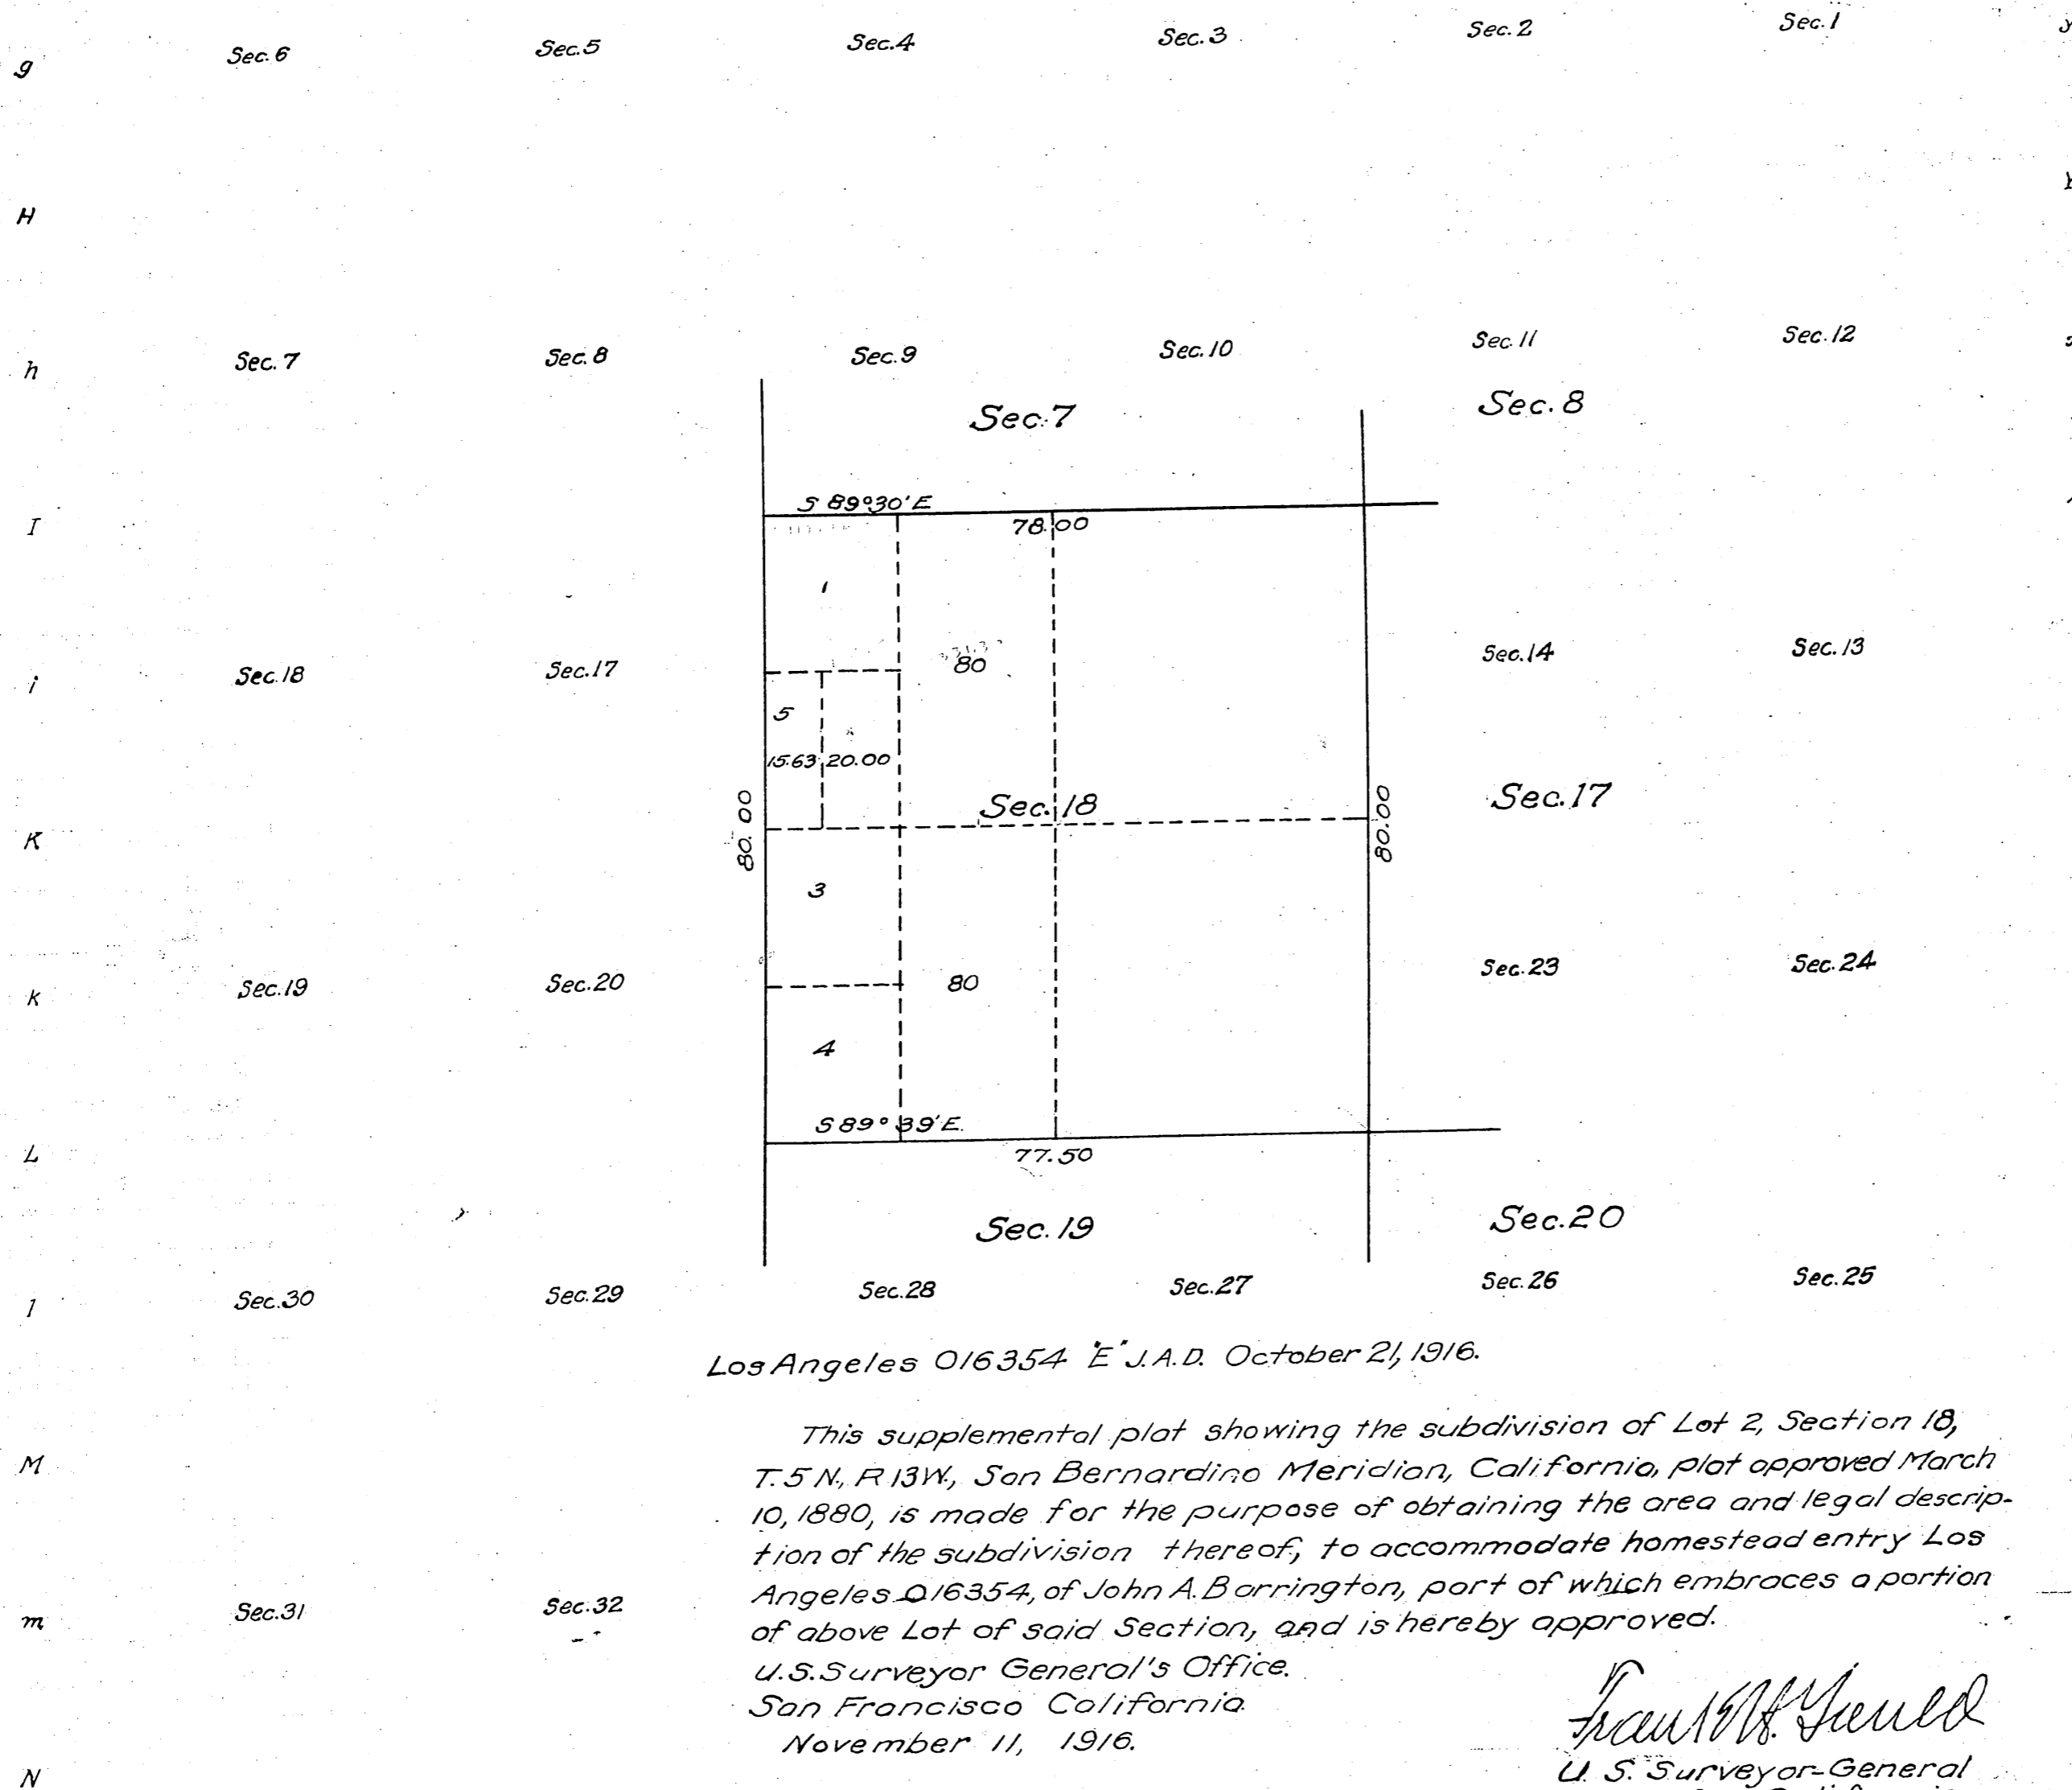 g Sec. 6 Sec. 5 Sec. 4 Sec. 3 Sec. 2 Sec. 1
H
h Sec. 7 Sec. 8 Sec. 9 Sec. 10 Sec. 11 Sec. 12
Sec. 7 Sec. 8
S 89°30' E
I 78.00
1
i Sec. 18 Sec. 17 80 Sec. 14 Sec. 13
5
15.63 20.00
80.00 Sec. 18 80.00 Sec. 17
K
3
k Sec. 19 Sec. 20 80 Sec. 23 Sec. 24
4
S 89° 39' E.
L 77.50
Sec. 19 Sec. 20
l Sec. 30 Sec. 29 Sec. 28 Sec. 27 Sec. 26 Sec. 25
Los Angeles 016354 "E" J.A.D. October 21, 1916.
This supplemental plat showing the subdivision of Lot 2, Section 18,
M
T. 5 N., R 13 W., San Bernardino Meridian, California, plat approved March
10, 1880, is made for the purpose of obtaining the area and legal descrip-
tion of the subdivision thereof, to accommodate homestead entry Los
Angeles 016354, of John A. Barrington, part of which embraces a portion
m Sec. 31 Sec. 32
of above Lot of said Section, and is hereby approved.
U.S. Surveyor General's Office.
San Francisco California
November 11, 1916.
N
U. S. Surveyor-General